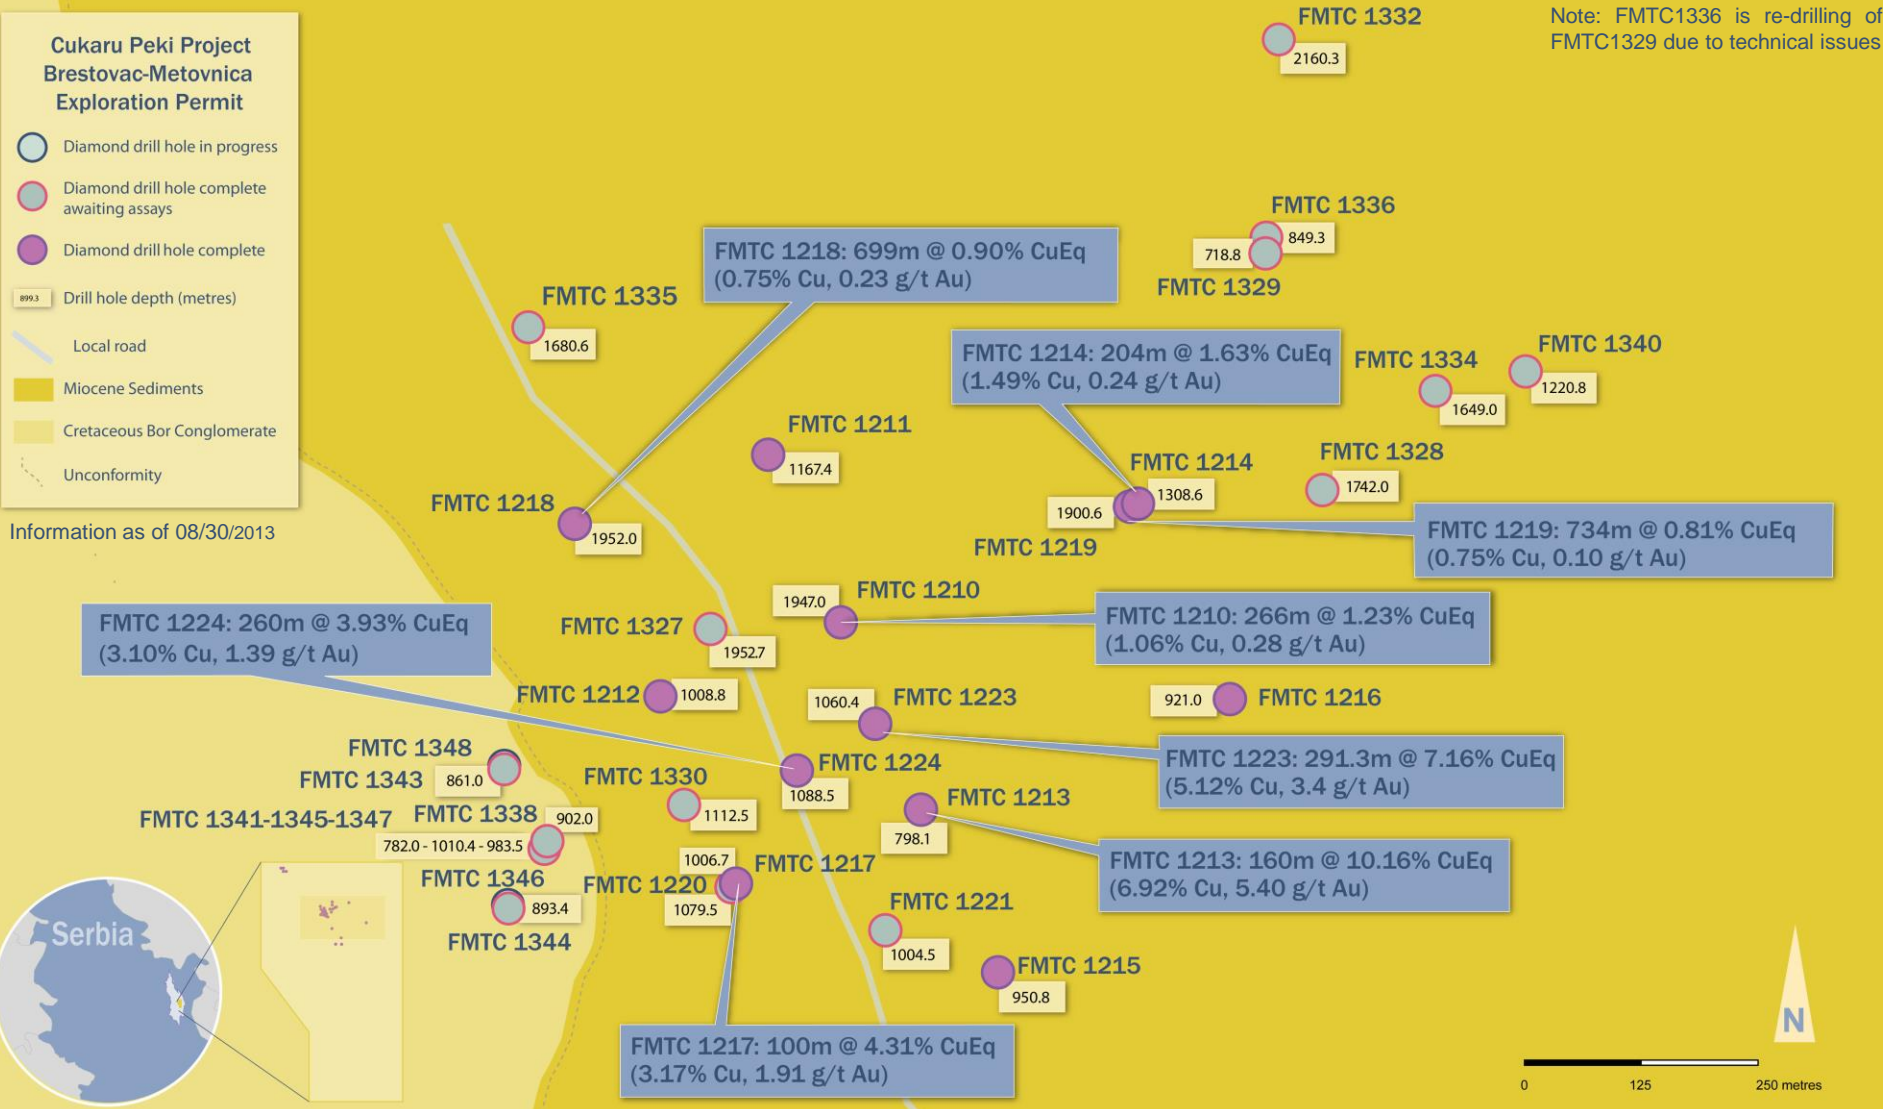 Cukaru Peki Project
Brestovac-Metovnica
Exploration Permit
Diamond drill hole in progress
Diamond drill hole complete
awaiting assays
Diamond drill hole complete
899.3
Drill hole depth (metres)
Local road
Miocene Sediments
Cretaceous Bor Conglomerate
Unconformity
Information as of 08/30/2013
Note: FMTC1336 is re-drilling of
FMTC1329 due to technical issues
FMTC 1332
2160.3
FMTC 1336
849.3
718.8
FMTC 1329
FMTC 1218: 699m @ 0.90% CuEq
(0.75% Cu, 0.23 g/t Au)
FMTC 1335
1680.6
FMTC 1214: 204m @ 1.63% CuEq
(1.49% Cu, 0.24 g/t Au)
FMTC 1334
1649.0
FMTC 1340
1220.8
FMTC 1211
1167.4
FMTC 1328
1742.0
FMTC 1214
1308.6
1900.6
FMTC 1219
FMTC 1218
1952.0
FMTC 1219: 734m @ 0.81% CuEq
(0.75% Cu, 0.10 g/t Au)
1947.0
FMTC 1210
FMTC 1210: 266m @ 1.23% CuEq
(1.06% Cu, 0.28 g/t Au)
FMTC 1224: 260m @ 3.93% CuEq
(3.10% Cu, 1.39 g/t Au)
FMTC 1327
1952.7
FMTC 1212
1008.8
1060.4
FMTC 1223
921.0
FMTC 1216
FMTC 1223: 291.3m @ 7.16% CuEq
(5.12% Cu, 3.4 g/t Au)
FMTC 1348
FMTC 1343
861.0
FMTC 1330
1112.5
FMTC 1224
1088.5
FMTC 1213
798.1
FMTC 1341-1345-1347
FMTC 1338
902.0
782.0 - 1010.4 - 983.5
FMTC 1213: 160m @ 10.16% CuEq
(6.92% Cu, 5.40 g/t Au)
1006.7
FMTC 1217
FMTC 1220
1079.5
FMTC 1346
893.4
FMTC 1344
FMTC 1221
1004.5
FMTC 1215
950.8
Serbia
FMTC 1217: 100m @ 4.31% CuEq
(3.17% Cu, 1.91 g/t Au)
N
0 125 250 metres